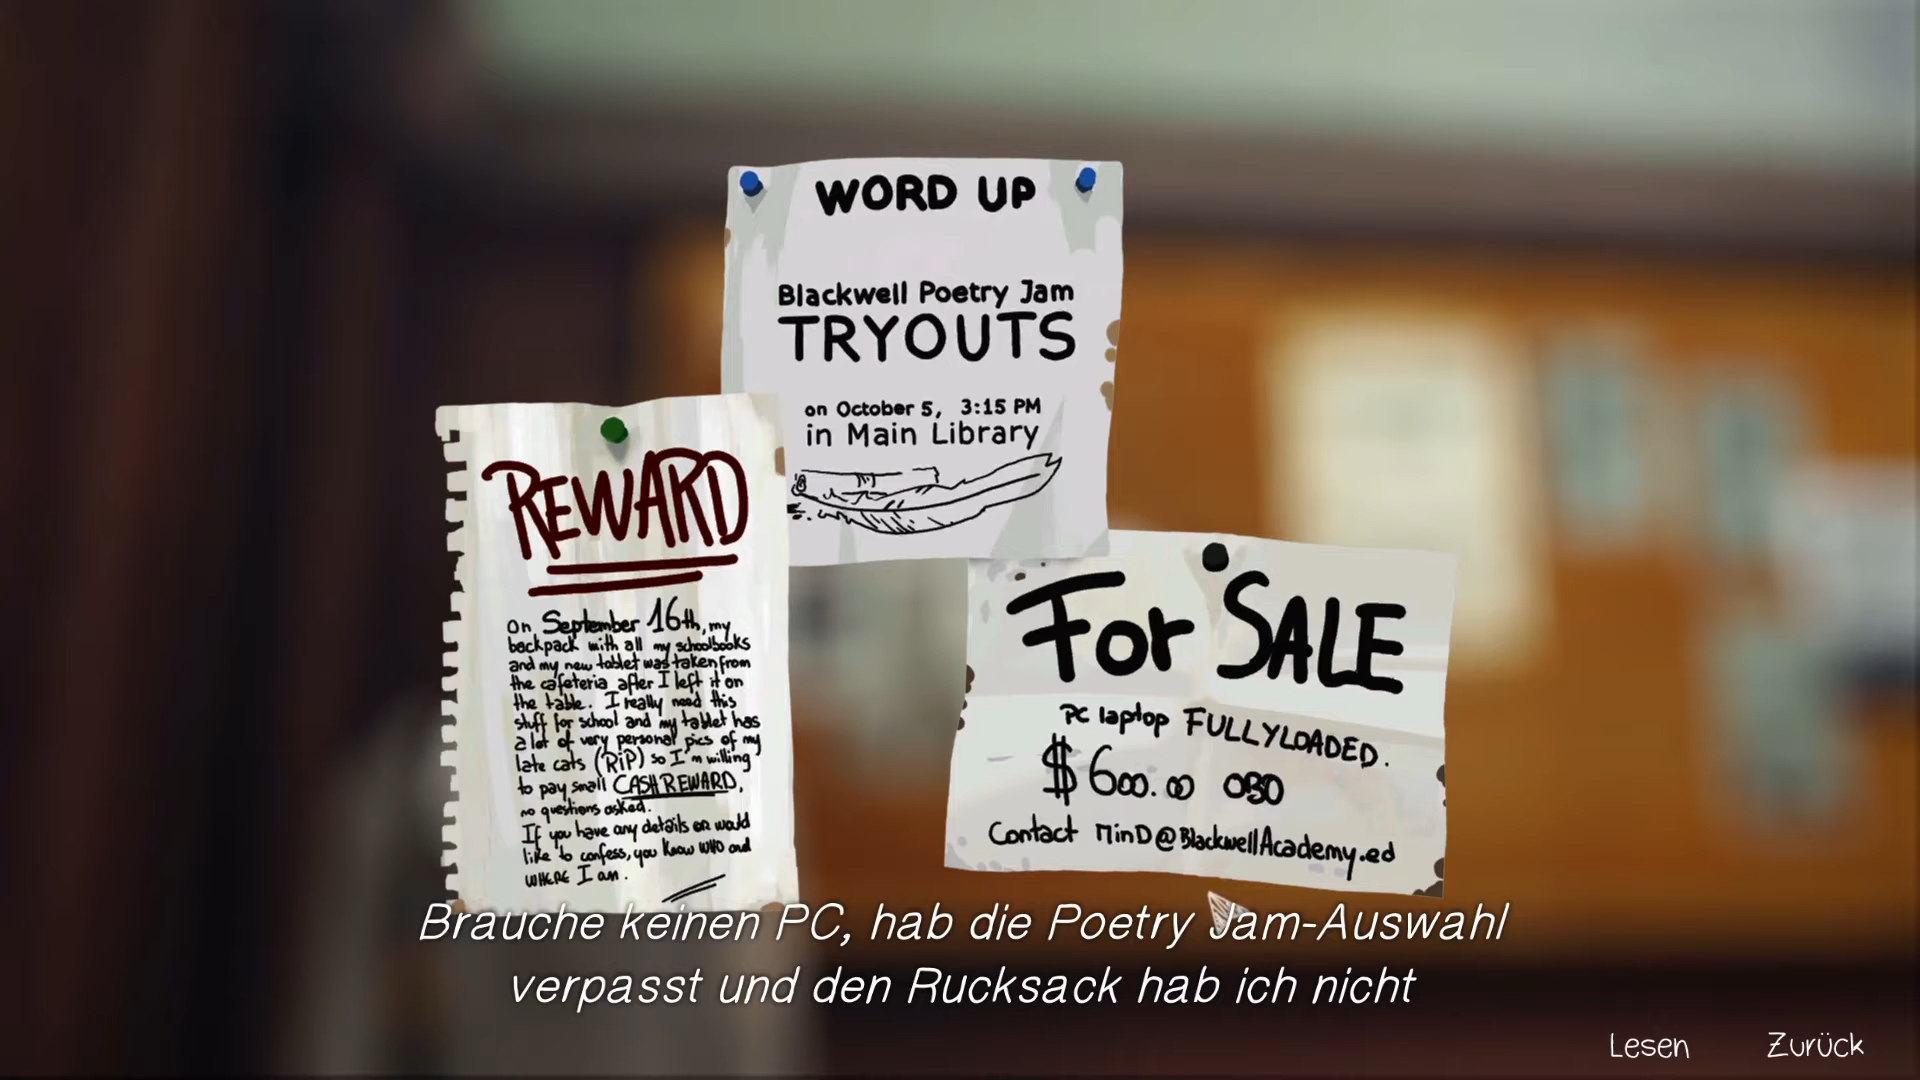 WORD UP
Blackwell Poetry Jam
TRYOUTS
on October 5, 3:15 PM
in Main Library
REWARD
On September 16th, my
backpack with all my schoolbooks
and my new tablet was taken from
the cafeteria after I left it on
the table. I really need this
stuff for school and my tablet has
a lot of very personal pics of my
late cats (RiP) so I'm willing
to pay small CASH REWARD,
no questions asked.
If you have any details or would
like to confess, you know WHO and
WHERE I am.
For SALE
PC laptop FULLYLOADED.
$600.00 OBO
Contact MinD@BlackwellAcademy.ed
Brauche keinen PC, hab die Poetry Jam-Auswahl
verpasst und den Rucksack hab ich nicht
Lesen Zurück